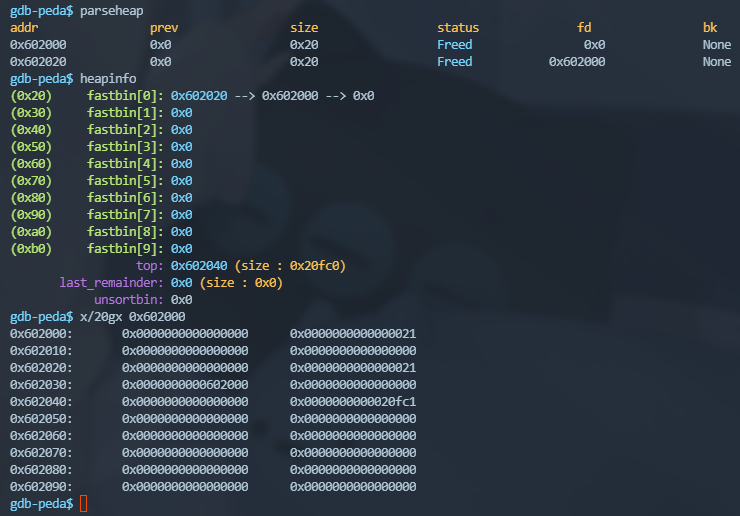 gdb-peda$ parseheap
addr prev size status fd bk
0x602000 0x0 0x20 Freed 0x0 None
0x602020 0x0 0x20 Freed 0x602000 None
gdb-peda$ heapinfo
(0x20) fastbin[0]: 0x602020 --> 0x602000 --> 0x0
(0x30) fastbin[1]: 0x0
(0x40) fastbin[2]: 0x0
(0x50) fastbin[3]: 0x0
(0x60) fastbin[4]: 0x0
(0x70) fastbin[5]: 0x0
(0x80) fastbin[6]: 0x0
(0x90) fastbin[7]: 0x0
(0xa0) fastbin[8]: 0x0
(0xb0) fastbin[9]: 0x0
top: 0x602040 (size : 0x20fc0)
last_remainder: 0x0 (size : 0x0)
unsortbin: 0x0
gdb-peda$ x/20gx 0x602000
0x602000: 0x0000000000000000 0x0000000000000021
0x602010: 0x0000000000000000 0x0000000000000000
0x602020: 0x0000000000000000 0x0000000000000021
0x602030: 0x0000000000602000 0x0000000000000000
0x602040: 0x0000000000000000 0x0000000000020fc1
0x602050: 0x0000000000000000 0x0000000000000000
0x602060: 0x0000000000000000 0x0000000000000000
0x602070: 0x0000000000000000 0x0000000000000000
0x602080: 0x0000000000000000 0x0000000000000000
0x602090: 0x0000000000000000 0x0000000000000000
gdb-peda$